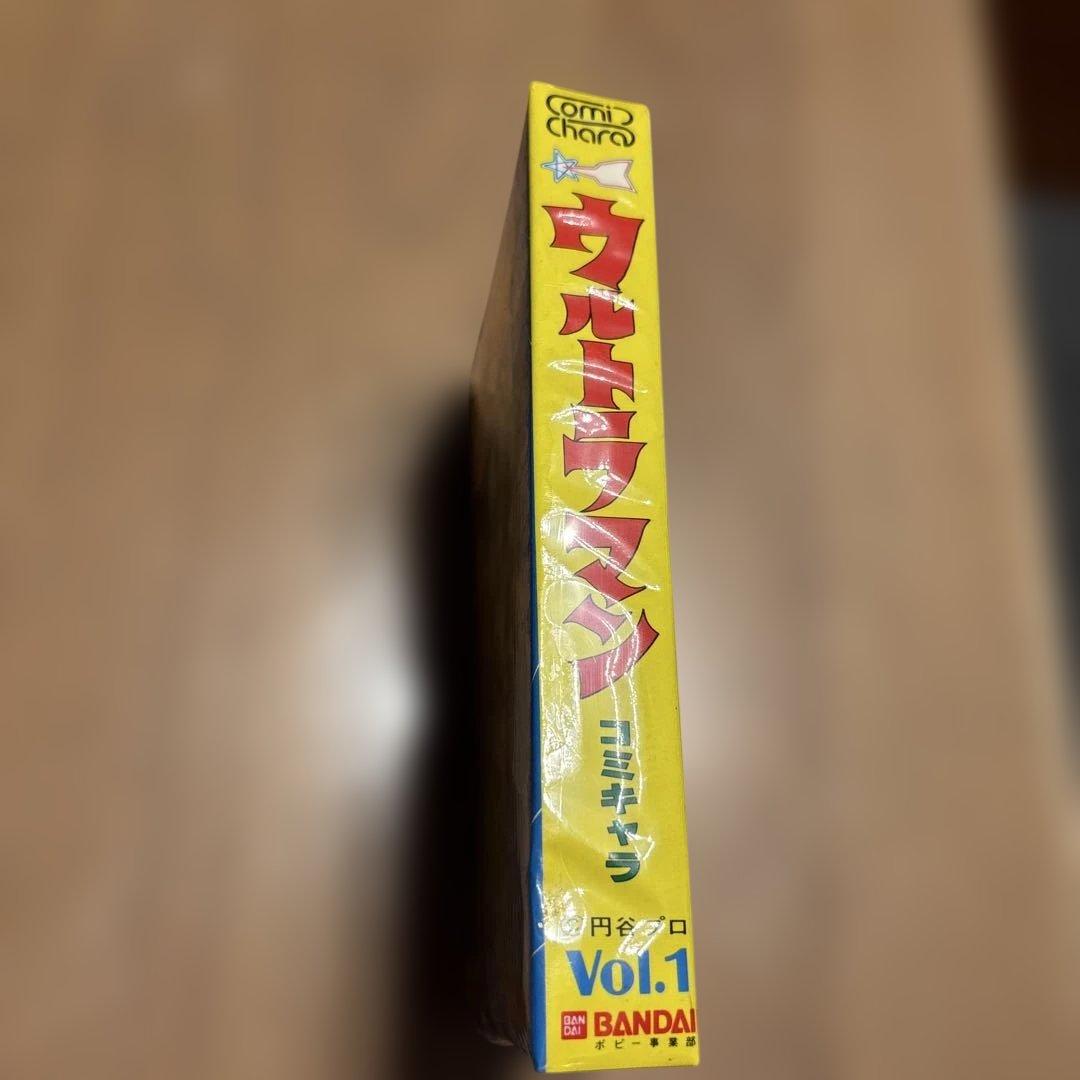 Comic
Chara
ウルトラマン
コミキャラ
© 円谷プロ
Vol.1
BAN
DAI
BANDAI
ポピー事業部